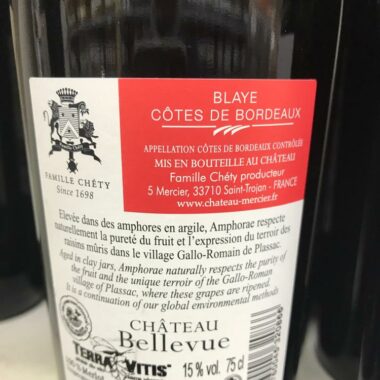 BLAYE
CÔTES DE BORDEAUX
APPELLATION CÔTES DE BORDEAUX CONTRÔLÉE
MIS EN BOUTEILLE AU CHÂTEAU
Famille Chéty producteur
5 Mercier, 33710 Saint-Trojan - FRANCE
www.chateau-mercier.fr
FAMILLE CHÉTY
Since 1698
Elevée dans des amphores en argile, Amphorae respecte
naturellement la pureté du fruit et l'expression du terroir des
raisins mûris dans le village Gallo-Romain de Plassac.
Aged in clay jars, Amphorae naturally respects the purity of
the fruit and the unique terroir of the Gallo-Roman
village of Plassac, where these grapes are ripened.
It is a continuation of our global environmental methods
CHÂTEAU
Bellevue
TERRA VITIS®
100% Merlot
15 % vol. 75 cl